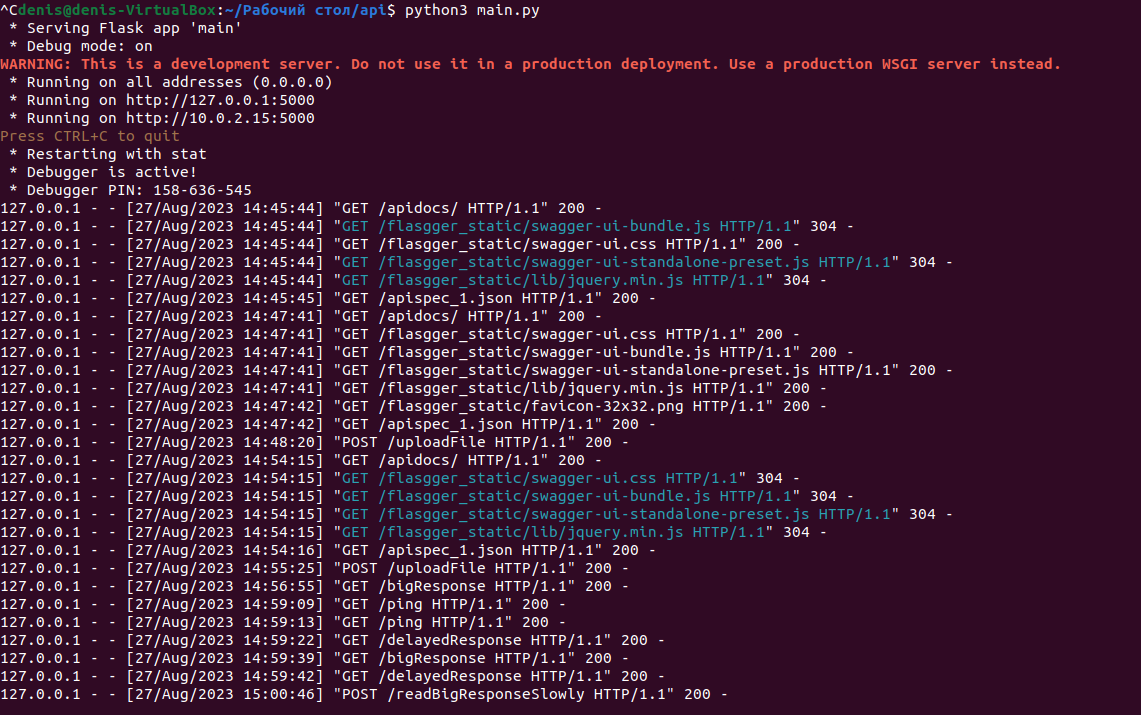 ^Cdenis@denis-VirtualBox:~/Рабочий стол/api$ python3 main.py
 * Serving Flask app 'main'
 * Debug mode: on
WARNING: This is a development server. Do not use it in a production deployment. Use a production WSGI server instead.
 * Running on all addresses (0.0.0.0)
 * Running on http://127.0.0.1:5000
 * Running on http://10.0.2.15:5000
Press CTRL+C to quit
 * Restarting with stat
 * Debugger is active!
 * Debugger PIN: 158-636-545
127.0.0.1 - - [27/Aug/2023 14:45:44] "GET /apidocs/ HTTP/1.1" 200 -
127.0.0.1 - - [27/Aug/2023 14:45:44] "GET /flasgger_static/swagger-ui-bundle.js HTTP/1.1" 304 -
127.0.0.1 - - [27/Aug/2023 14:45:44] "GET /flasgger_static/swagger-ui.css HTTP/1.1" 200 -
127.0.0.1 - - [27/Aug/2023 14:45:44] "GET /flasgger_static/swagger-ui-standalone-preset.js HTTP/1.1" 304 -
127.0.0.1 - - [27/Aug/2023 14:45:44] "GET /flasgger_static/lib/jquery.min.js HTTP/1.1" 304 -
127.0.0.1 - - [27/Aug/2023 14:45:45] "GET /apispec_1.json HTTP/1.1" 200 -
127.0.0.1 - - [27/Aug/2023 14:47:41] "GET /apidocs/ HTTP/1.1" 200 -
127.0.0.1 - - [27/Aug/2023 14:47:41] "GET /flasgger_static/swagger-ui.css HTTP/1.1" 200 -
127.0.0.1 - - [27/Aug/2023 14:47:41] "GET /flasgger_static/swagger-ui-bundle.js HTTP/1.1" 200 -
127.0.0.1 - - [27/Aug/2023 14:47:41] "GET /flasgger_static/swagger-ui-standalone-preset.js HTTP/1.1" 200 -
127.0.0.1 - - [27/Aug/2023 14:47:41] "GET /flasgger_static/lib/jquery.min.js HTTP/1.1" 200 -
127.0.0.1 - - [27/Aug/2023 14:47:42] "GET /flasgger_static/favicon-32x32.png HTTP/1.1" 200 -
127.0.0.1 - - [27/Aug/2023 14:47:42] "GET /apispec_1.json HTTP/1.1" 200 -
127.0.0.1 - - [27/Aug/2023 14:48:20] "POST /uploadFile HTTP/1.1" 200 -
127.0.0.1 - - [27/Aug/2023 14:54:15] "GET /apidocs/ HTTP/1.1" 200 -
127.0.0.1 - - [27/Aug/2023 14:54:15] "GET /flasgger_static/swagger-ui.css HTTP/1.1" 304 -
127.0.0.1 - - [27/Aug/2023 14:54:15] "GET /flasgger_static/swagger-ui-bundle.js HTTP/1.1" 304 -
127.0.0.1 - - [27/Aug/2023 14:54:15] "GET /flasgger_static/swagger-ui-standalone-preset.js HTTP/1.1" 304 -
127.0.0.1 - - [27/Aug/2023 14:54:15] "GET /flasgger_static/lib/jquery.min.js HTTP/1.1" 304 -
127.0.0.1 - - [27/Aug/2023 14:54:16] "GET /apispec_1.json HTTP/1.1" 200 -
127.0.0.1 - - [27/Aug/2023 14:55:25] "POST /uploadFile HTTP/1.1" 200 -
127.0.0.1 - - [27/Aug/2023 14:56:55] "GET /bigResponse HTTP/1.1" 200 -
127.0.0.1 - - [27/Aug/2023 14:59:09] "GET /ping HTTP/1.1" 200 -
127.0.0.1 - - [27/Aug/2023 14:59:13] "GET /ping HTTP/1.1" 200 -
127.0.0.1 - - [27/Aug/2023 14:59:22] "GET /delayedResponse HTTP/1.1" 200 -
127.0.0.1 - - [27/Aug/2023 14:59:39] "GET /bigResponse HTTP/1.1" 200 -
127.0.0.1 - - [27/Aug/2023 14:59:42] "GET /delayedResponse HTTP/1.1" 200 -
127.0.0.1 - - [27/Aug/2023 15:00:46] "POST /readBigResponseSlowly HTTP/1.1" 200 -